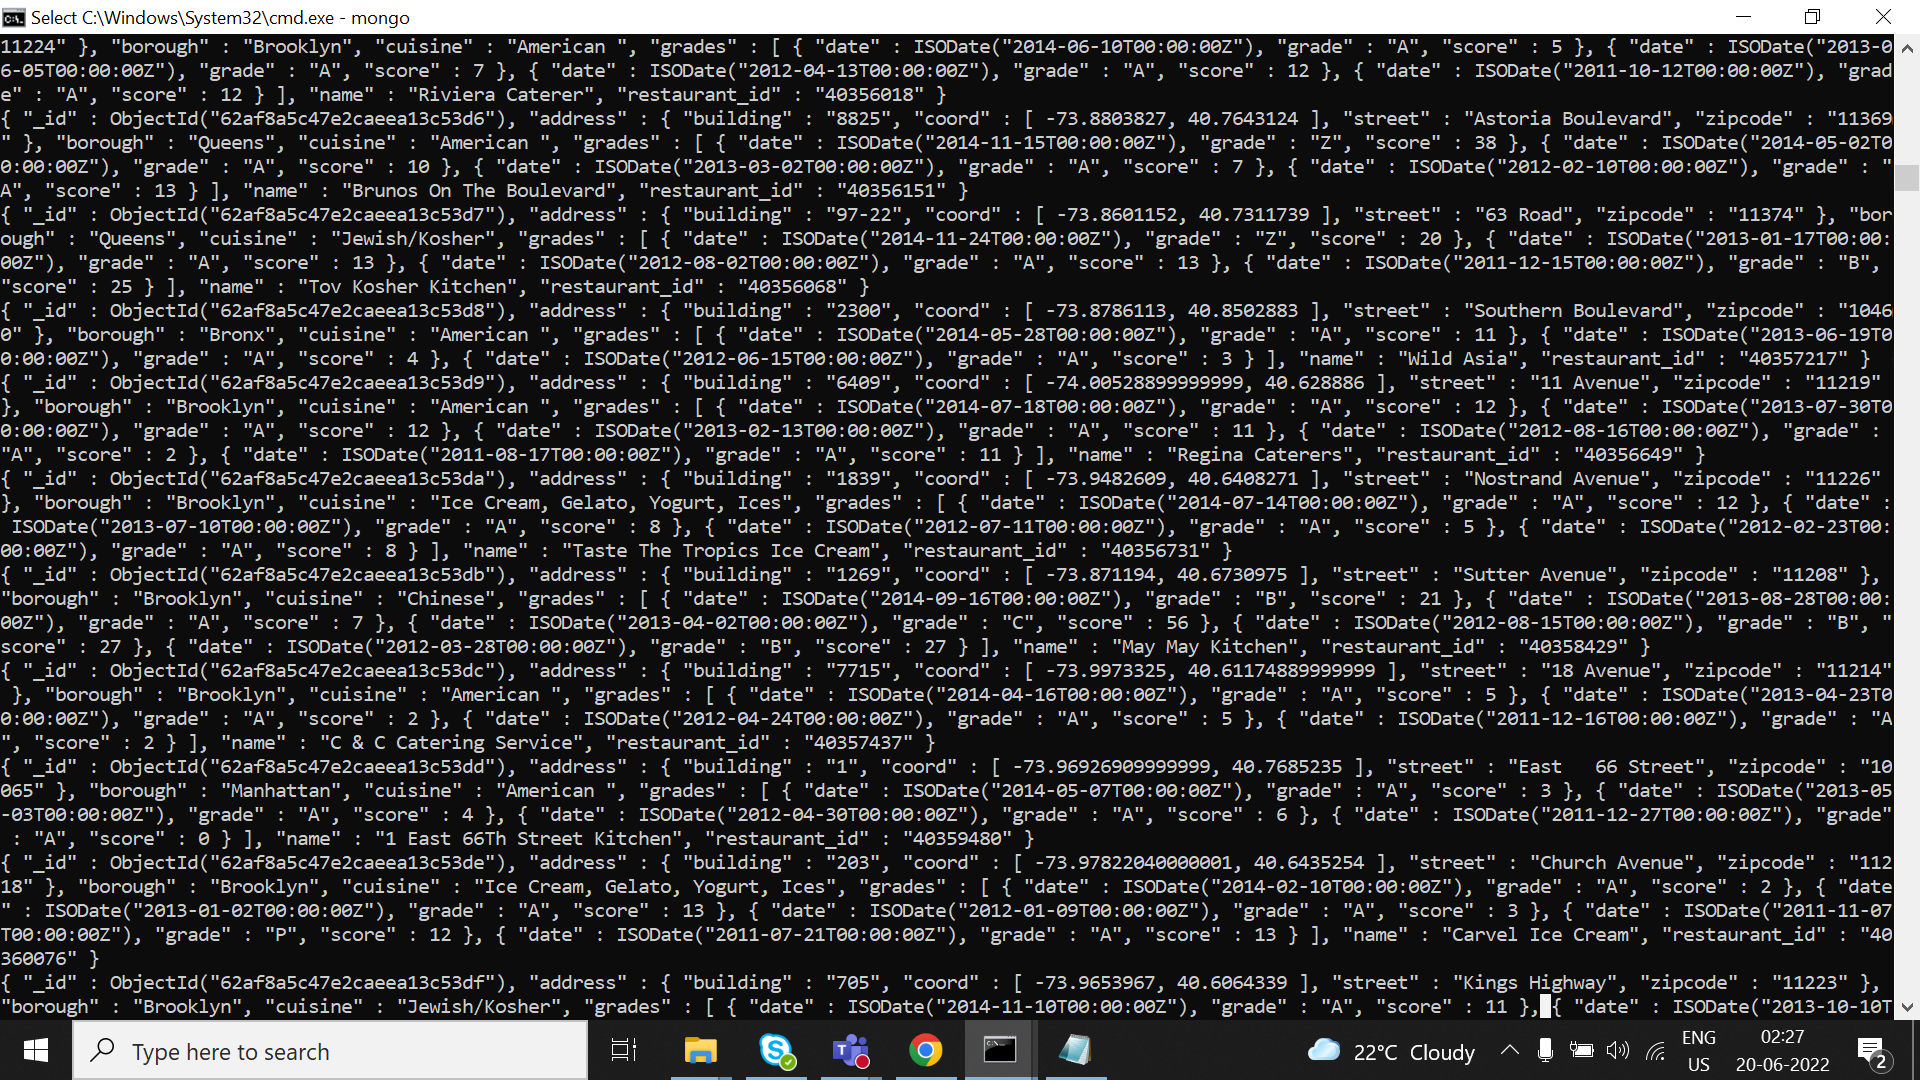 Select C:\Windows\System32\cmd.exe - mongo
11224" }, "borough" : "Brooklyn", "cuisine" : "American ", "grades" : [ { "date" : ISODate("2014-06-10T00:00:00Z"), "grade" : "A", "score" : 5 }, { "date" : ISODate("2013-0
6-05T00:00:00Z"), "grade" : "A", "score" : 7 }, { "date" : ISODate("2012-04-13T00:00:00Z"), "grade" : "A", "score" : 12 }, { "date" : ISODate("2011-10-12T00:00:00Z"), "grad
e" : "A", "score" : 12 } ], "name" : "Riviera Caterer", "restaurant_id" : "40356018" }
{ "_id" : ObjectId("62af8a5c47e2caeea13c53d6"), "address" : { "building" : "8825", "coord" : [ -73.8803827, 40.7643124 ], "street" : "Astoria Boulevard", "zipcode" : "11369
" }, "borough" : "Queens", "cuisine" : "American ", "grades" : [ { "date" : ISODate("2014-11-15T00:00:00Z"), "grade" : "Z", "score" : 38 }, { "date" : ISODate("2014-05-02T0
0:00:00Z"), "grade" : "A", "score" : 10 }, { "date" : ISODate("2013-03-02T00:00:00Z"), "grade" : "A", "score" : 7 }, { "date" : ISODate("2012-02-10T00:00:00Z"), "grade" : "
A", "score" : 13 } ], "name" : "Brunos On The Boulevard", "restaurant_id" : "40356151" }
{ "_id" : ObjectId("62af8a5c47e2caeea13c53d7"), "address" : { "building" : "97-22", "coord" : [ -73.8601152, 40.7311739 ], "street" : "63 Road", "zipcode" : "11374" }, "bor
ough" : "Queens", "cuisine" : "Jewish/Kosher", "grades" : [ { "date" : ISODate("2014-11-24T00:00:00Z"), "grade" : "Z", "score" : 20 }, { "date" : ISODate("2013-01-17T00:00:
00Z"), "grade" : "A", "score" : 13 }, { "date" : ISODate("2012-08-02T00:00:00Z"), "grade" : "A", "score" : 13 }, { "date" : ISODate("2011-12-15T00:00:00Z"), "grade" : "B",
"score" : 25 } ], "name" : "Tov Kosher Kitchen", "restaurant_id" : "40356068" }
{ "_id" : ObjectId("62af8a5c47e2caeea13c53d8"), "address" : { "building" : "2300", "coord" : [ -73.8786113, 40.8502883 ], "street" : "Southern Boulevard", "zipcode" : "1046
0" }, "borough" : "Bronx", "cuisine" : "American ", "grades" : [ { "date" : ISODate("2014-05-28T00:00:00Z"), "grade" : "A", "score" : 11 }, { "date" : ISODate("2013-06-19T0
0:00:00Z"), "grade" : "A", "score" : 4 }, { "date" : ISODate("2012-06-15T00:00:00Z"), "grade" : "A", "score" : 3 } ], "name" : "Wild Asia", "restaurant_id" : "40357217" }
{ "_id" : ObjectId("62af8a5c47e2caeea13c53d9"), "address" : { "building" : "6409", "coord" : [ -74.00528899999999, 40.628886 ], "street" : "11 Avenue", "zipcode" : "11219"
}, "borough" : "Brooklyn", "cuisine" : "American ", "grades" : [ { "date" : ISODate("2014-07-18T00:00:00Z"), "grade" : "A", "score" : 12 }, { "date" : ISODate("2013-07-30T0
0:00:00Z"), "grade" : "A", "score" : 12 }, { "date" : ISODate("2013-02-13T00:00:00Z"), "grade" : "A", "score" : 11 }, { "date" : ISODate("2012-08-16T00:00:00Z"), "grade" :
"A", "score" : 2 }, { "date" : ISODate("2011-08-17T00:00:00Z"), "grade" : "A", "score" : 11 } ], "name" : "Regina Caterers", "restaurant_id" : "40356649" }
{ "_id" : ObjectId("62af8a5c47e2caeea13c53da"), "address" : { "building" : "1839", "coord" : [ -73.9482609, 40.6408271 ], "street" : "Nostrand Avenue", "zipcode" : "11226"
}, "borough" : "Brooklyn", "cuisine" : "Ice Cream, Gelato, Yogurt, Ices", "grades" : [ { "date" : ISODate("2014-07-14T00:00:00Z"), "grade" : "A", "score" : 12 }, { "date" :
ISODate("2013-07-10T00:00:00Z"), "grade" : "A", "score" : 8 }, { "date" : ISODate("2012-07-11T00:00:00Z"), "grade" : "A", "score" : 5 }, { "date" : ISODate("2012-02-23T00:
00:00Z"), "grade" : "A", "score" : 8 } ], "name" : "Taste The Tropics Ice Cream", "restaurant_id" : "40356731" }
{ "_id" : ObjectId("62af8a5c47e2caeea13c53db"), "address" : { "building" : "1269", "coord" : [ -73.871194, 40.6730975 ], "street" : "Sutter Avenue", "zipcode" : "11208" },
"borough" : "Brooklyn", "cuisine" : "Chinese", "grades" : [ { "date" : ISODate("2014-09-16T00:00:00Z"), "grade" : "B", "score" : 21 }, { "date" : ISODate("2013-08-28T00:00:
00Z"), "grade" : "A", "score" : 7 }, { "date" : ISODate("2013-04-02T00:00:00Z"), "grade" : "C", "score" : 56 }, { "date" : ISODate("2012-08-15T00:00:00Z"), "grade" : "B", "
score" : 27 }, { "date" : ISODate("2012-03-28T00:00:00Z"), "grade" : "B", "score" : 27 } ], "name" : "May May Kitchen", "restaurant_id" : "40358429" }
{ "_id" : ObjectId("62af8a5c47e2caeea13c53dc"), "address" : { "building" : "7715", "coord" : [ -73.9973325, 40.61174889999999 ], "street" : "18 Avenue", "zipcode" : "11214"
}, "borough" : "Brooklyn", "cuisine" : "American ", "grades" : [ { "date" : ISODate("2014-04-16T00:00:00Z"), "grade" : "A", "score" : 5 }, { "date" : ISODate("2013-04-23T0
0:00:00Z"), "grade" : "A", "score" : 2 }, { "date" : ISODate("2012-04-24T00:00:00Z"), "grade" : "A", "score" : 5 }, { "date" : ISODate("2011-12-16T00:00:00Z"), "grade" : "A
", "score" : 2 } ], "name" : "C & C Catering Service", "restaurant_id" : "40357437" }
{ "_id" : ObjectId("62af8a5c47e2caeea13c53dd"), "address" : { "building" : "1", "coord" : [ -73.96926909999999, 40.7685235 ], "street" : "East   66 Street", "zipcode" : "10
065" }, "borough" : "Manhattan", "cuisine" : "American ", "grades" : [ { "date" : ISODate("2014-05-07T00:00:00Z"), "grade" : "A", "score" : 3 }, { "date" : ISODate("2013-05
-03T00:00:00Z"), "grade" : "A", "score" : 4 }, { "date" : ISODate("2012-04-30T00:00:00Z"), "grade" : "A", "score" : 6 }, { "date" : ISODate("2011-12-27T00:00:00Z"), "grade"
: "A", "score" : 0 } ], "name" : "1 East 66Th Street Kitchen", "restaurant_id" : "40359480" }
{ "_id" : ObjectId("62af8a5c47e2caeea13c53de"), "address" : { "building" : "203", "coord" : [ -73.97822040000001, 40.6435254 ], "street" : "Church Avenue", "zipcode" : "112
18" }, "borough" : "Brooklyn", "cuisine" : "Ice Cream, Gelato, Yogurt, Ices", "grades" : [ { "date" : ISODate("2014-02-10T00:00:00Z"), "grade" : "A", "score" : 2 }, { "date
" : ISODate("2013-01-02T00:00:00Z"), "grade" : "A", "score" : 13 }, { "date" : ISODate("2012-01-09T00:00:00Z"), "grade" : "A", "score" : 3 }, { "date" : ISODate("2011-11-07
T00:00:00Z"), "grade" : "P", "score" : 12 }, { "date" : ISODate("2011-07-21T00:00:00Z"), "grade" : "A", "score" : 13 } ], "name" : "Carvel Ice Cream", "restaurant_id" : "40
360076" }
{ "_id" : ObjectId("62af8a5c47e2caeea13c53df"), "address" : { "building" : "705", "coord" : [ -73.9653967, 40.6064339 ], "street" : "Kings Highway", "zipcode" : "11223" },
"borough" : "Brooklyn", "cuisine" : "Jewish/Kosher", "grades" : [ { "date" : ISODate("2014-11-10T00:00:00Z"), "grade" : "A", "score" : 11 }, { "date" : ISODate("2013-10-10T
Type here to search
22°C Cloudy
ENG
US
02:27
20-06-2022
2